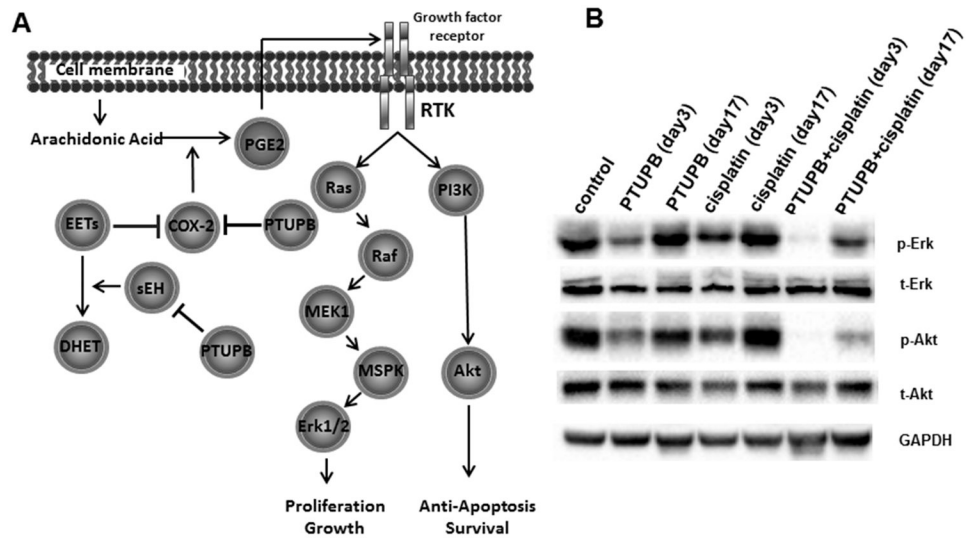 A
Growth factor
receptor
Cell membrane
RTK
Arachidonic Acid
PGE2
Ras
PI3K
EETs
COX-2
PTUPB
Raf
sEH
MEK1
DHET
PTUPB
MSPK
Akt
Erk1/2
Proliferation
Growth
Anti-Apoptosis
Survival
B
control
PTUPB (day3)
PTUPB (day17)
cisplatin (day3)
cisplatin (day17)
PTUPB+cisplatin (day3)
PTUPB+cisplatin (day17)
p-Erk
t-Erk
p-Akt
t-Akt
GAPDH